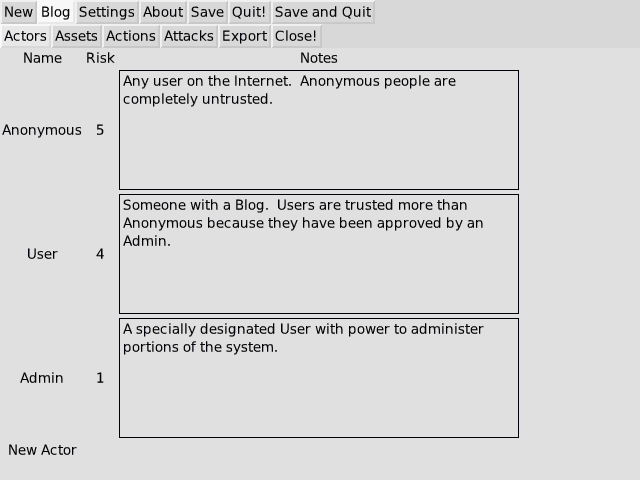 New Blog Settings About Save Quit! Save and Quit
Actors Assets Actions Attacks Export Close!
Name Risk Notes
Anonymous 5
Any user on the Internet.  Anonymous people are
completely untrusted.
User 4
Someone with a Blog.  Users are trusted more than
Anonymous because they have been approved by an
Admin.
Admin 1
A specially designated User with power to administer
portions of the system.
New Actor